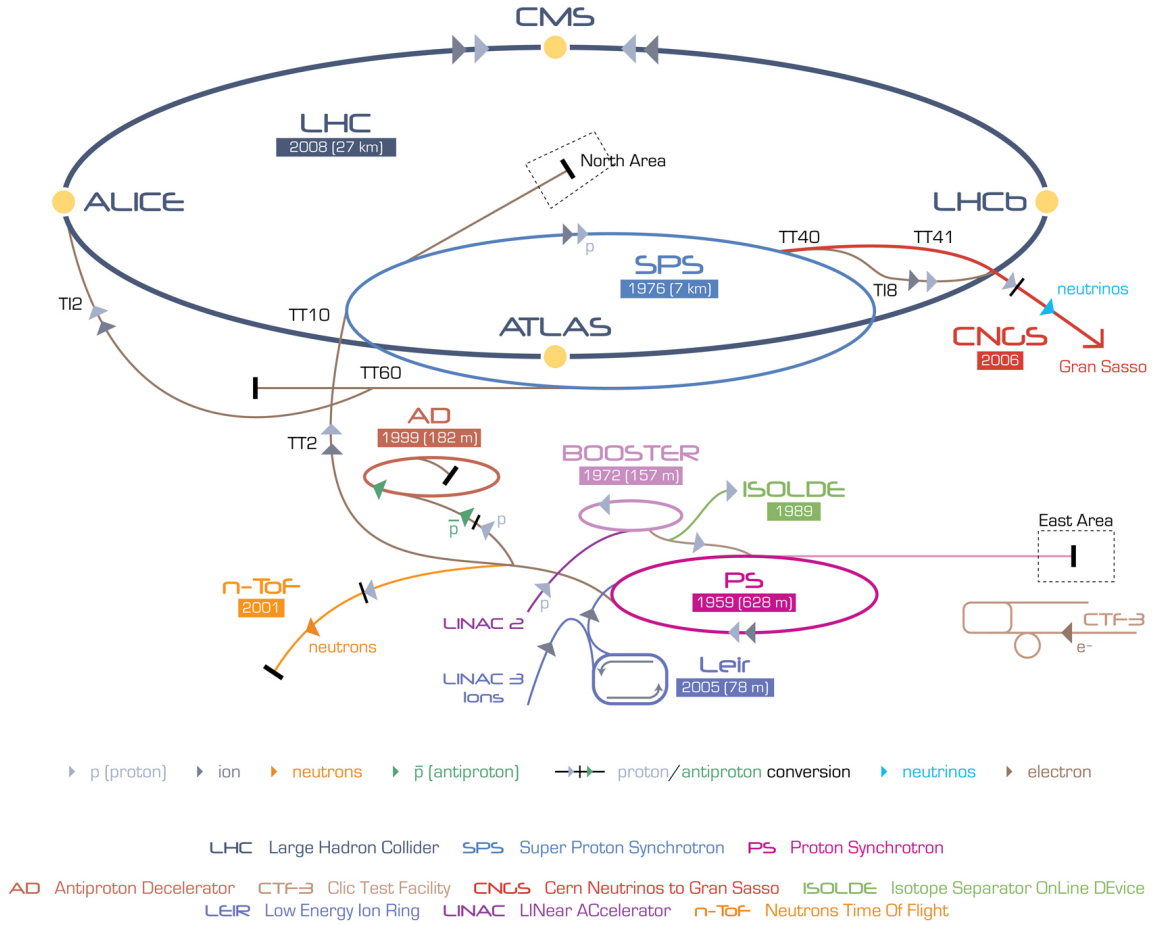 CMS
LHC
2008 (27 km)
North Area
ALICE
LHCb
TT40
TT41
p
SPS
1976 (7 km)
TI2
TI8
neutrinos
TT10
ATLAS
CNGS
2006
Gran Sasso
TT60
AD
1999 (182 m)
TT2
BOOSTER
1972 (157 m)
ISOLDE
1989
p̅
p
East Area
n-ToF
2001
PS
1959 (628 m)
p
LINAC 2
CTF-3
e-
neutrons
LINAC 3
Ions
Leir
2005 (78 m)
p (proton) ion neutrons p̅ (antiproton) proton/antiproton conversion neutrinos electron
LHC Large Hadron Collider SPS Super Proton Synchrotron PS Proton Synchrotron
AD Antiproton Decelerator CTF-3 Clic Test Facility CNGS Cern Neutrinos to Gran Sasso ISOLDE Isotope Separator OnLine DEvice
LEIR Low Energy Ion Ring LINAC LINear ACcelerator n-ToF Neutrons Time Of Flight